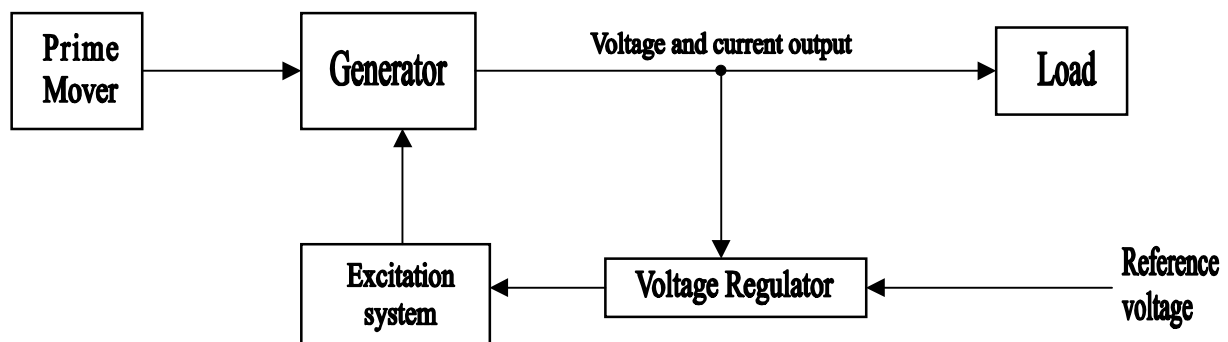 Prime
Mover
Generator
Voltage and current output
Load
Excitation
system
Voltage Regulator
Reference
voltage